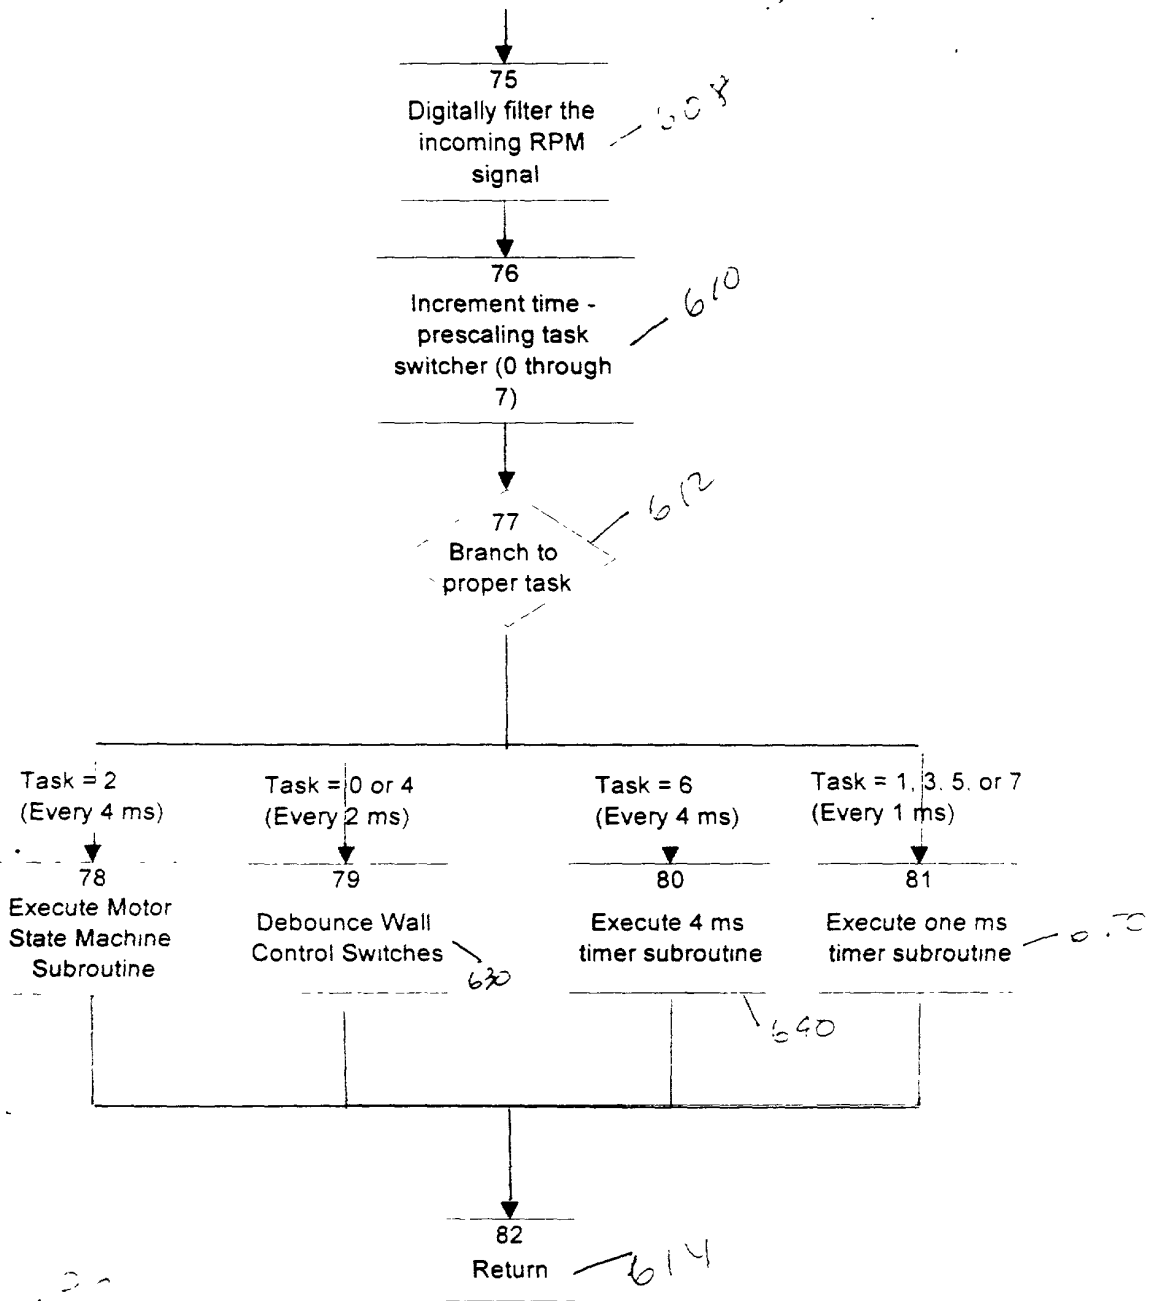 75
Digitally filter the
incoming RPM
signal
76
Increment time -
prescaling task
switcher (0 through
7)
610
77
Branch to
proper task
612
Task = 2
(Every 4 ms)
Task = 0 or 4
(Every 2 ms)
Task = 6
(Every 4 ms)
Task = 1, 3, 5, or 7
(Every 1 ms)
78
Execute Motor
State Machine
Subroutine
79
Debounce Wall
Control Switches
630
80
Execute 4 ms
timer subroutine
640
81
Execute one ms
timer subroutine
82
Return
614